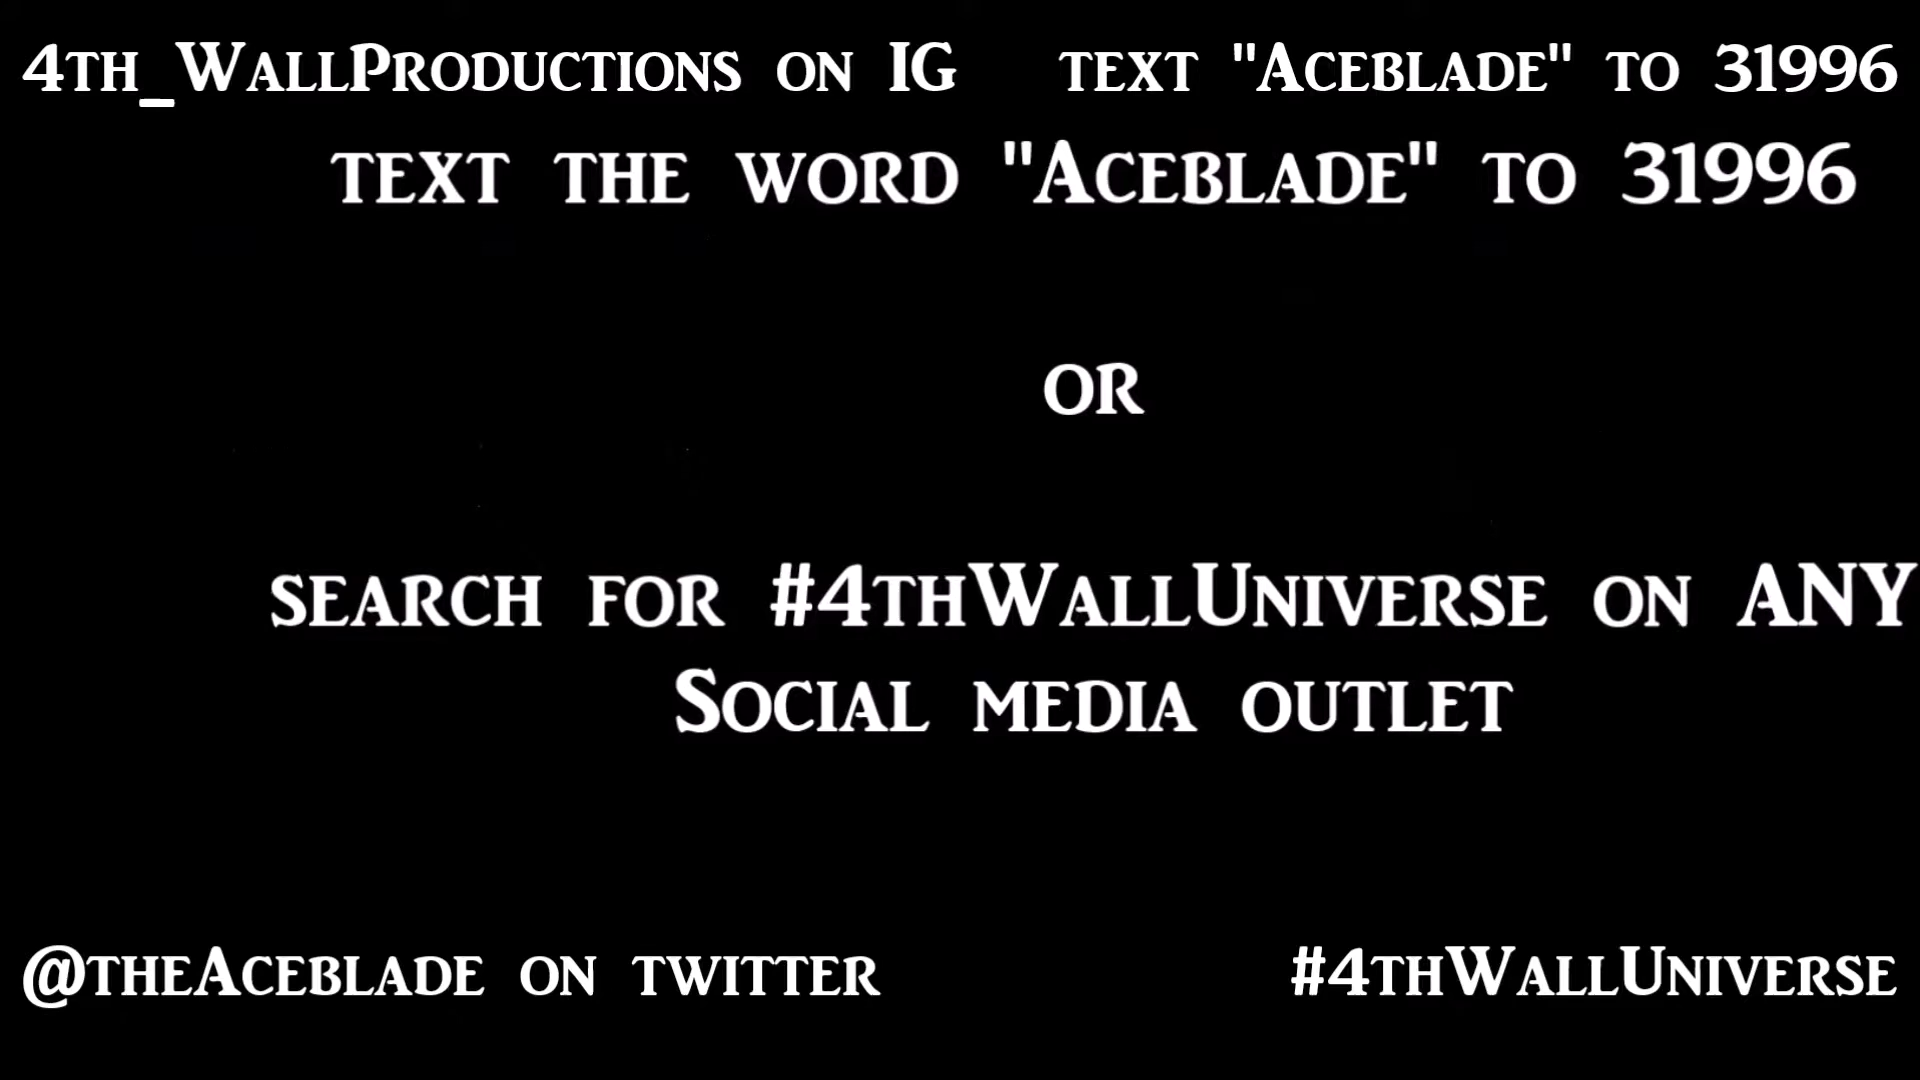 4th_WallProductions on IG text "Aceblade" to 31996
text the word "Aceblade" to 31996
or
search for #4thWallUniverse on ANY
Social media outlet
@theAceblade on twitter #4thWallUniverse